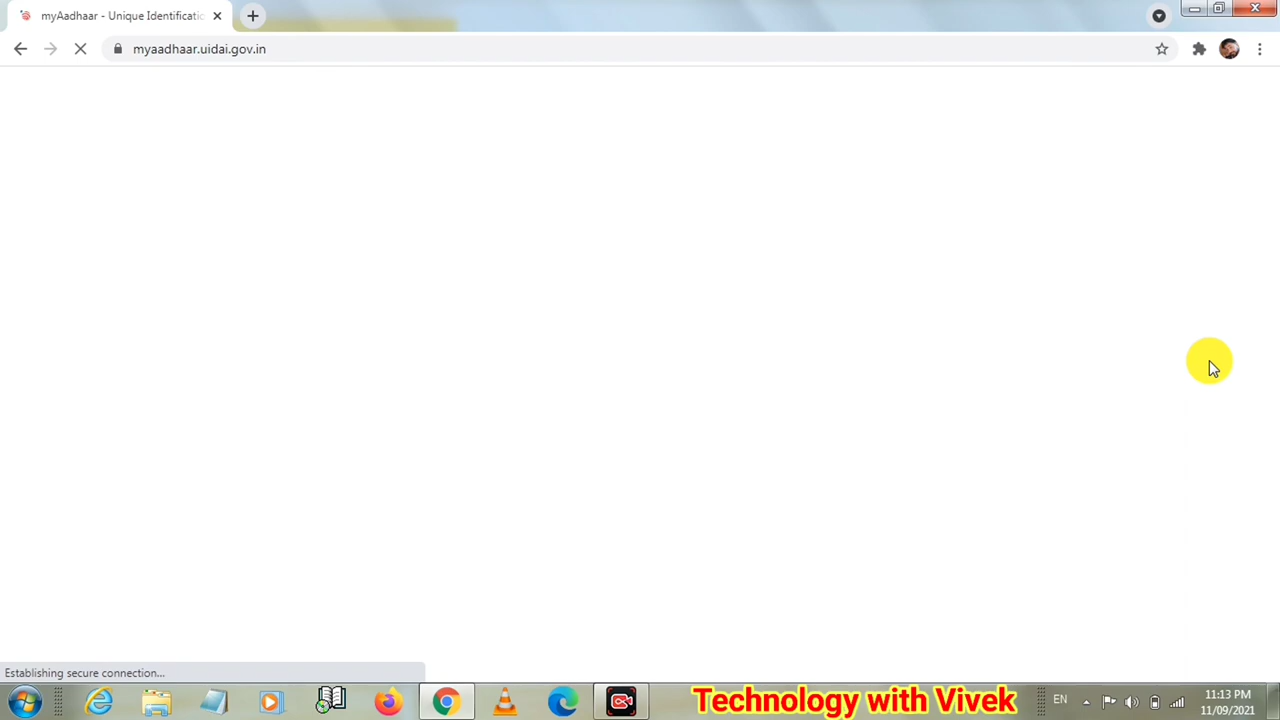 myAadhaar - Unique Identificatio
myaadhaar.uidai.gov.in
Establishing secure connection...
Technology with Vivek
EN
11:13 PM
11/09/2021